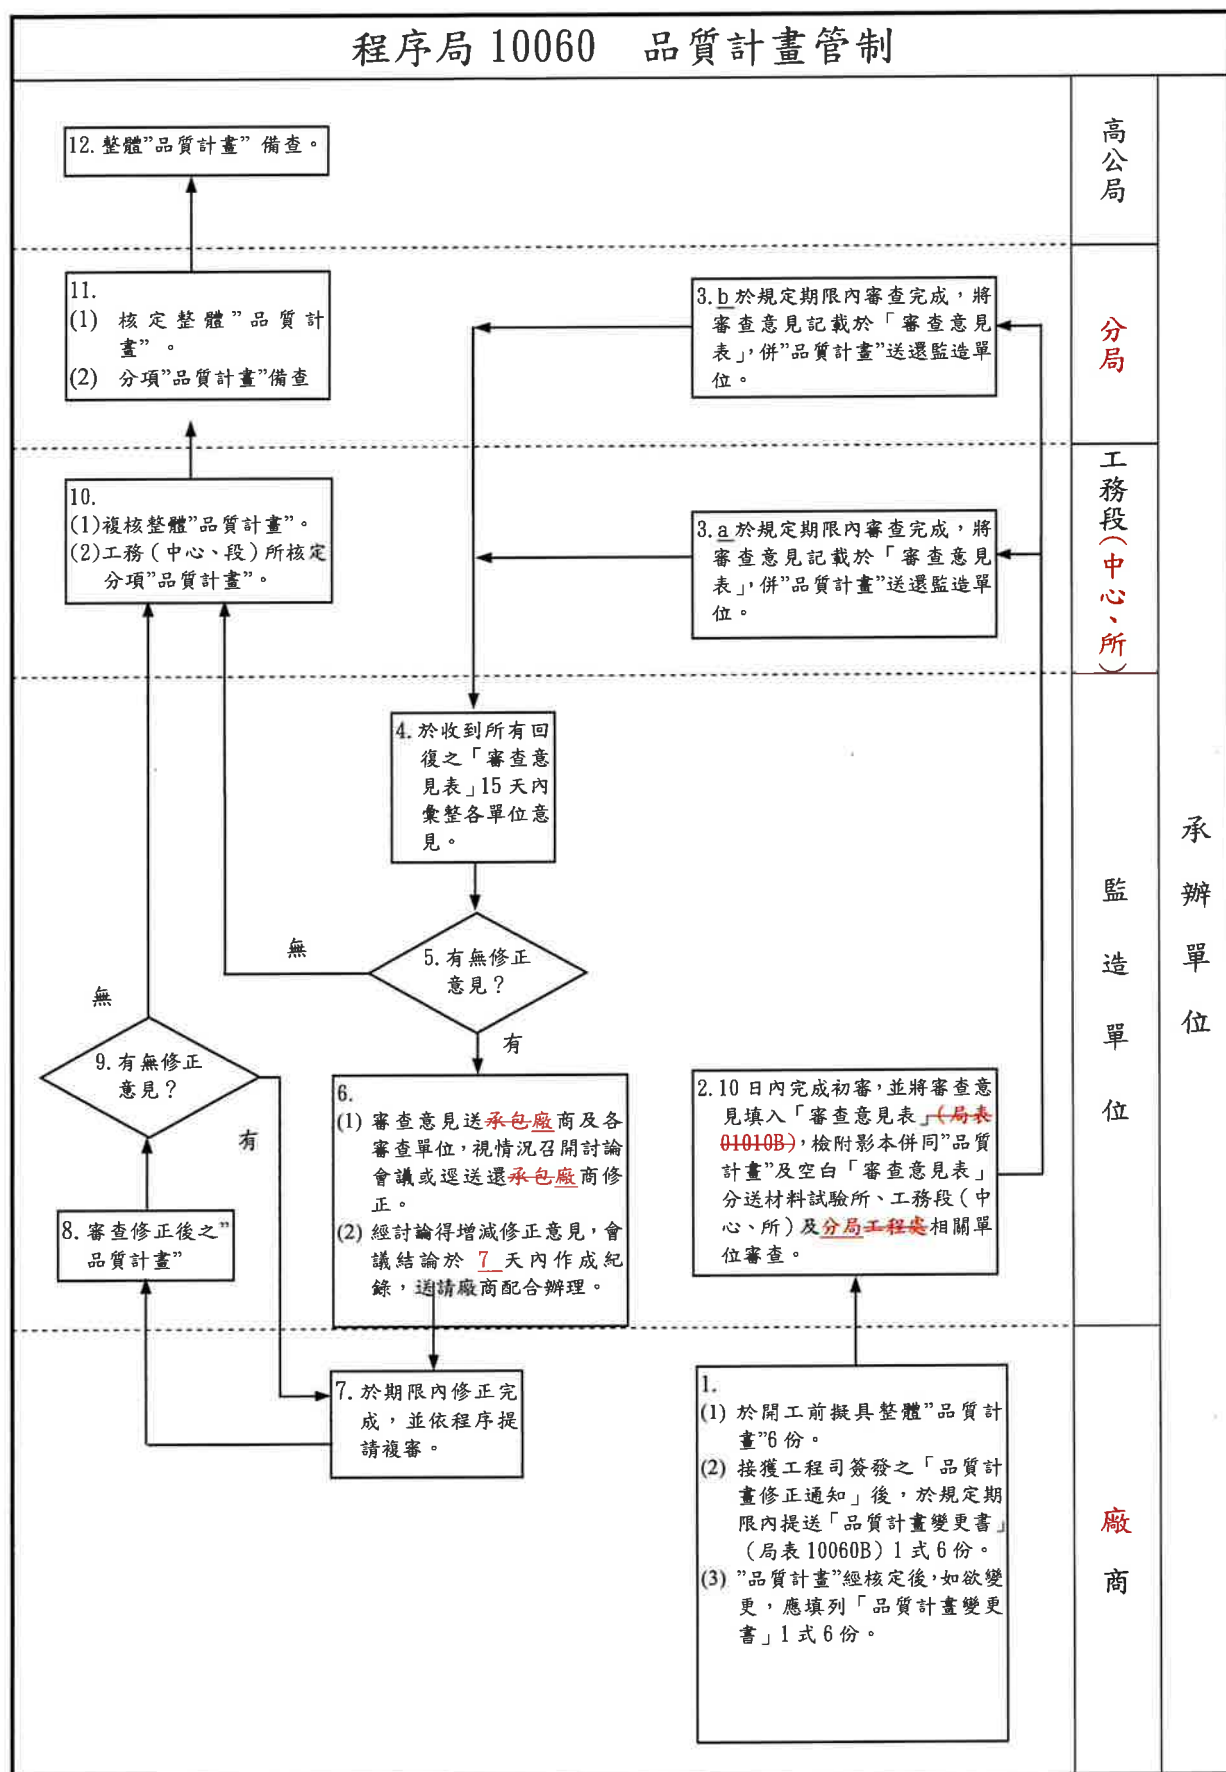 程序局10060　品質計畫管制
高公局
12.整體”品質計畫” 備查。
分局
11.
(1) 核定整體”品質計
畫”。
(2) 分項”品質計畫”備查
3.b於規定期限內審查完成，將
審查意見記載於「審查意見
表」，併”品質計畫”送還監造單
位。
工務段(中心、所)
10.
(1)複核整體”品質計畫”。
(2)工務(中心、段)所核定
分項”品質計畫”。
3.a於規定期限內審查完成，將
審查意見記載於「審查意見
表」，併”品質計畫”送還監造單
位。
承辦單位
監造單位
4.於收到所有回
復之「審查意
見表」15天內
彙整各單位意
見。
5.有無修正
意見？
無
有
無
9.有無修正
意見？
有
6.
(1) 審查意見送承包廠商及各
審查單位，視情況召開討論
會議或逕送還承包廠商修
正。
(2) 經討論得增減修正意見，會
議結論於 7 天內作成紀
錄，送請廠商配合辦理。
2.10日內完成初審，並將審查意
見填入「審查意見表」(局表
01010B)，檢附影本併同”品質
計畫”及空白「審查意見表」
分送材料試驗所、工務段(中
心、所)及分局工程處相關單
位審查。
8.審查修正後之”
品質計畫”
廠商
7.於期限內修正完
成，並依程序提
請複審。
1.
(1) 於開工前擬具整體”品質計
畫”6份。
(2) 接獲工程司簽發之「品質計
畫修正通知」後，於規定期
限內提送「品質計畫變更書」
(局表10060B)1式6份。
(3) ”品質計畫”經核定後，如欲變
更，應填列「品質計畫變更
書」1式6份。